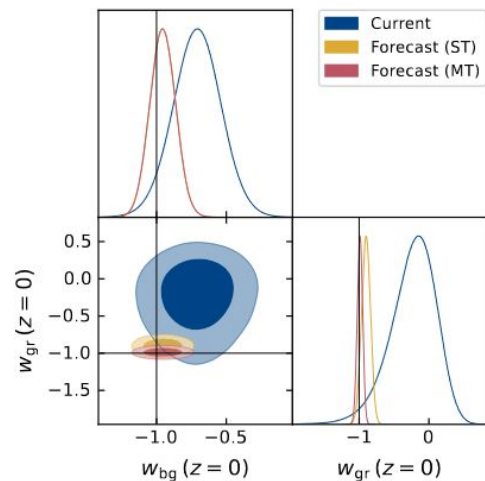 Current
Forecast (ST)
Forecast (MT)
0.5
0.0
−0.5
−1.0
−1.5
w_gr (z = 0)
−1.0 −0.5
−1 0
w_bg (z = 0)
w_gr (z = 0)